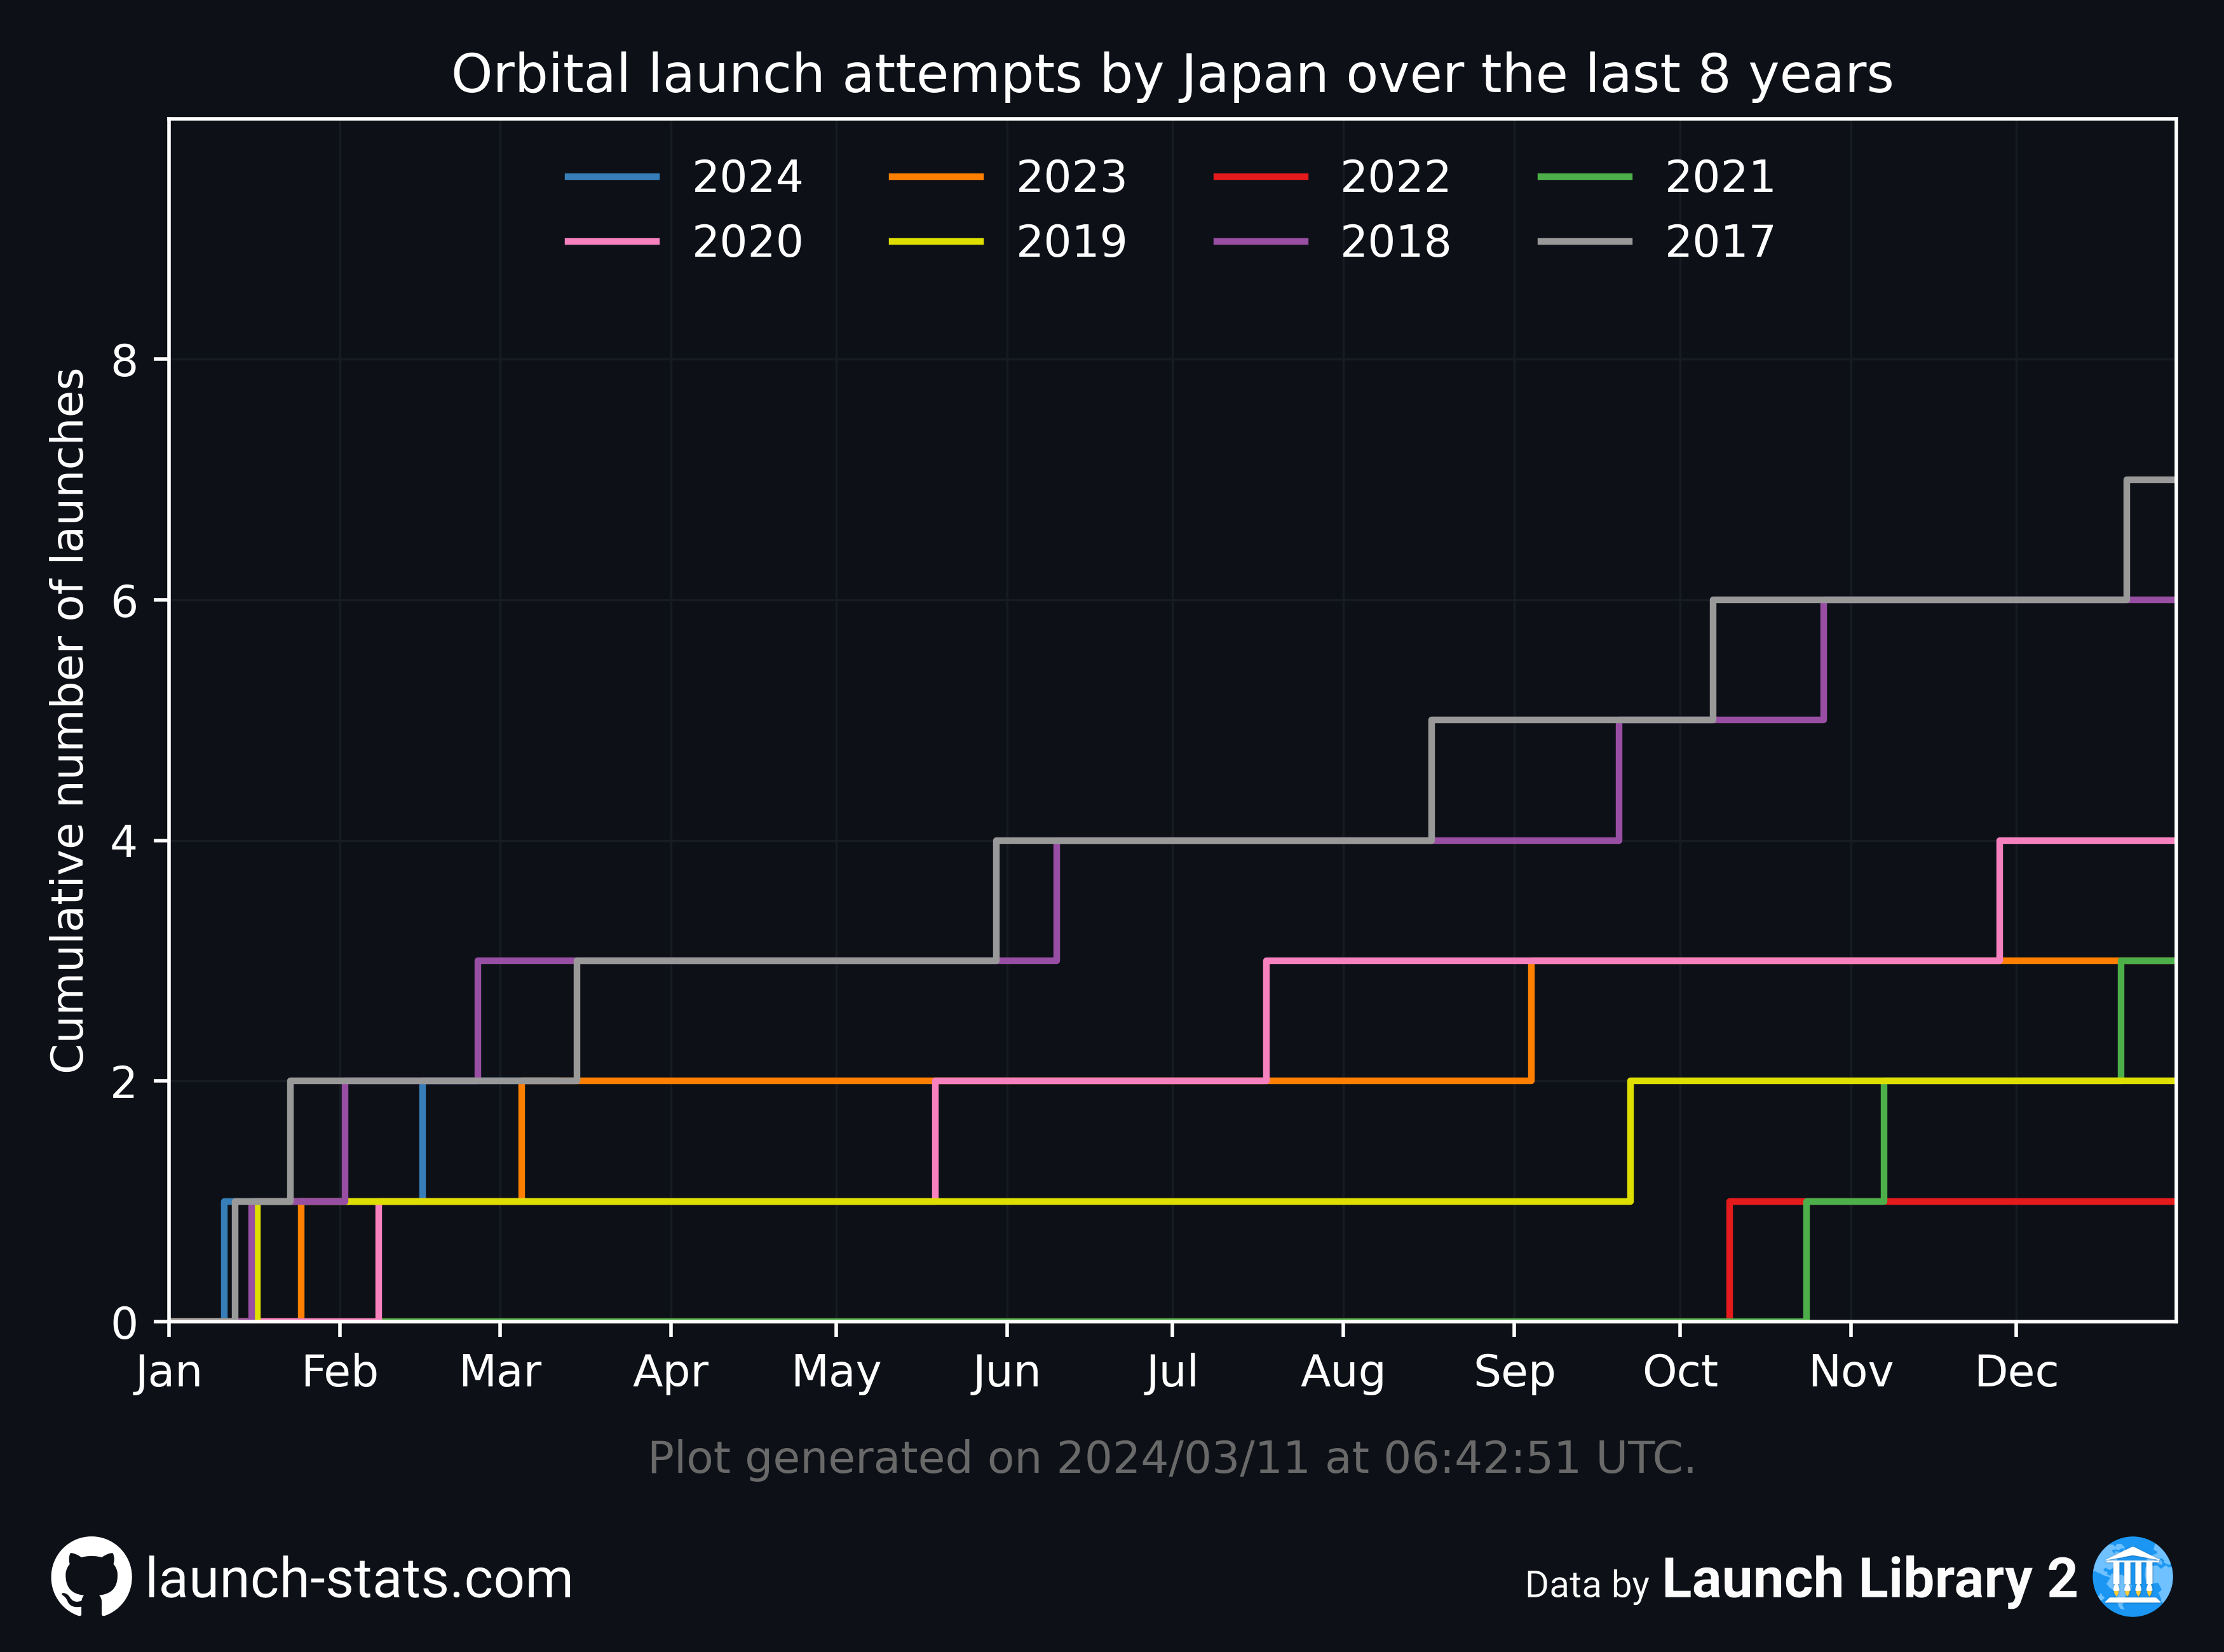 Orbital launch attempts by Japan over the last 8 years
2024 2023 2022 2021
2020 2019 2018 2017
Cumulative number of launches
8
6
4
2
0
Jan Feb Mar Apr May Jun Jul Aug Sep Oct Nov Dec
Plot generated on 2024/03/11 at 06:42:51 UTC.
launch-stats.com
Data by Launch Library 2